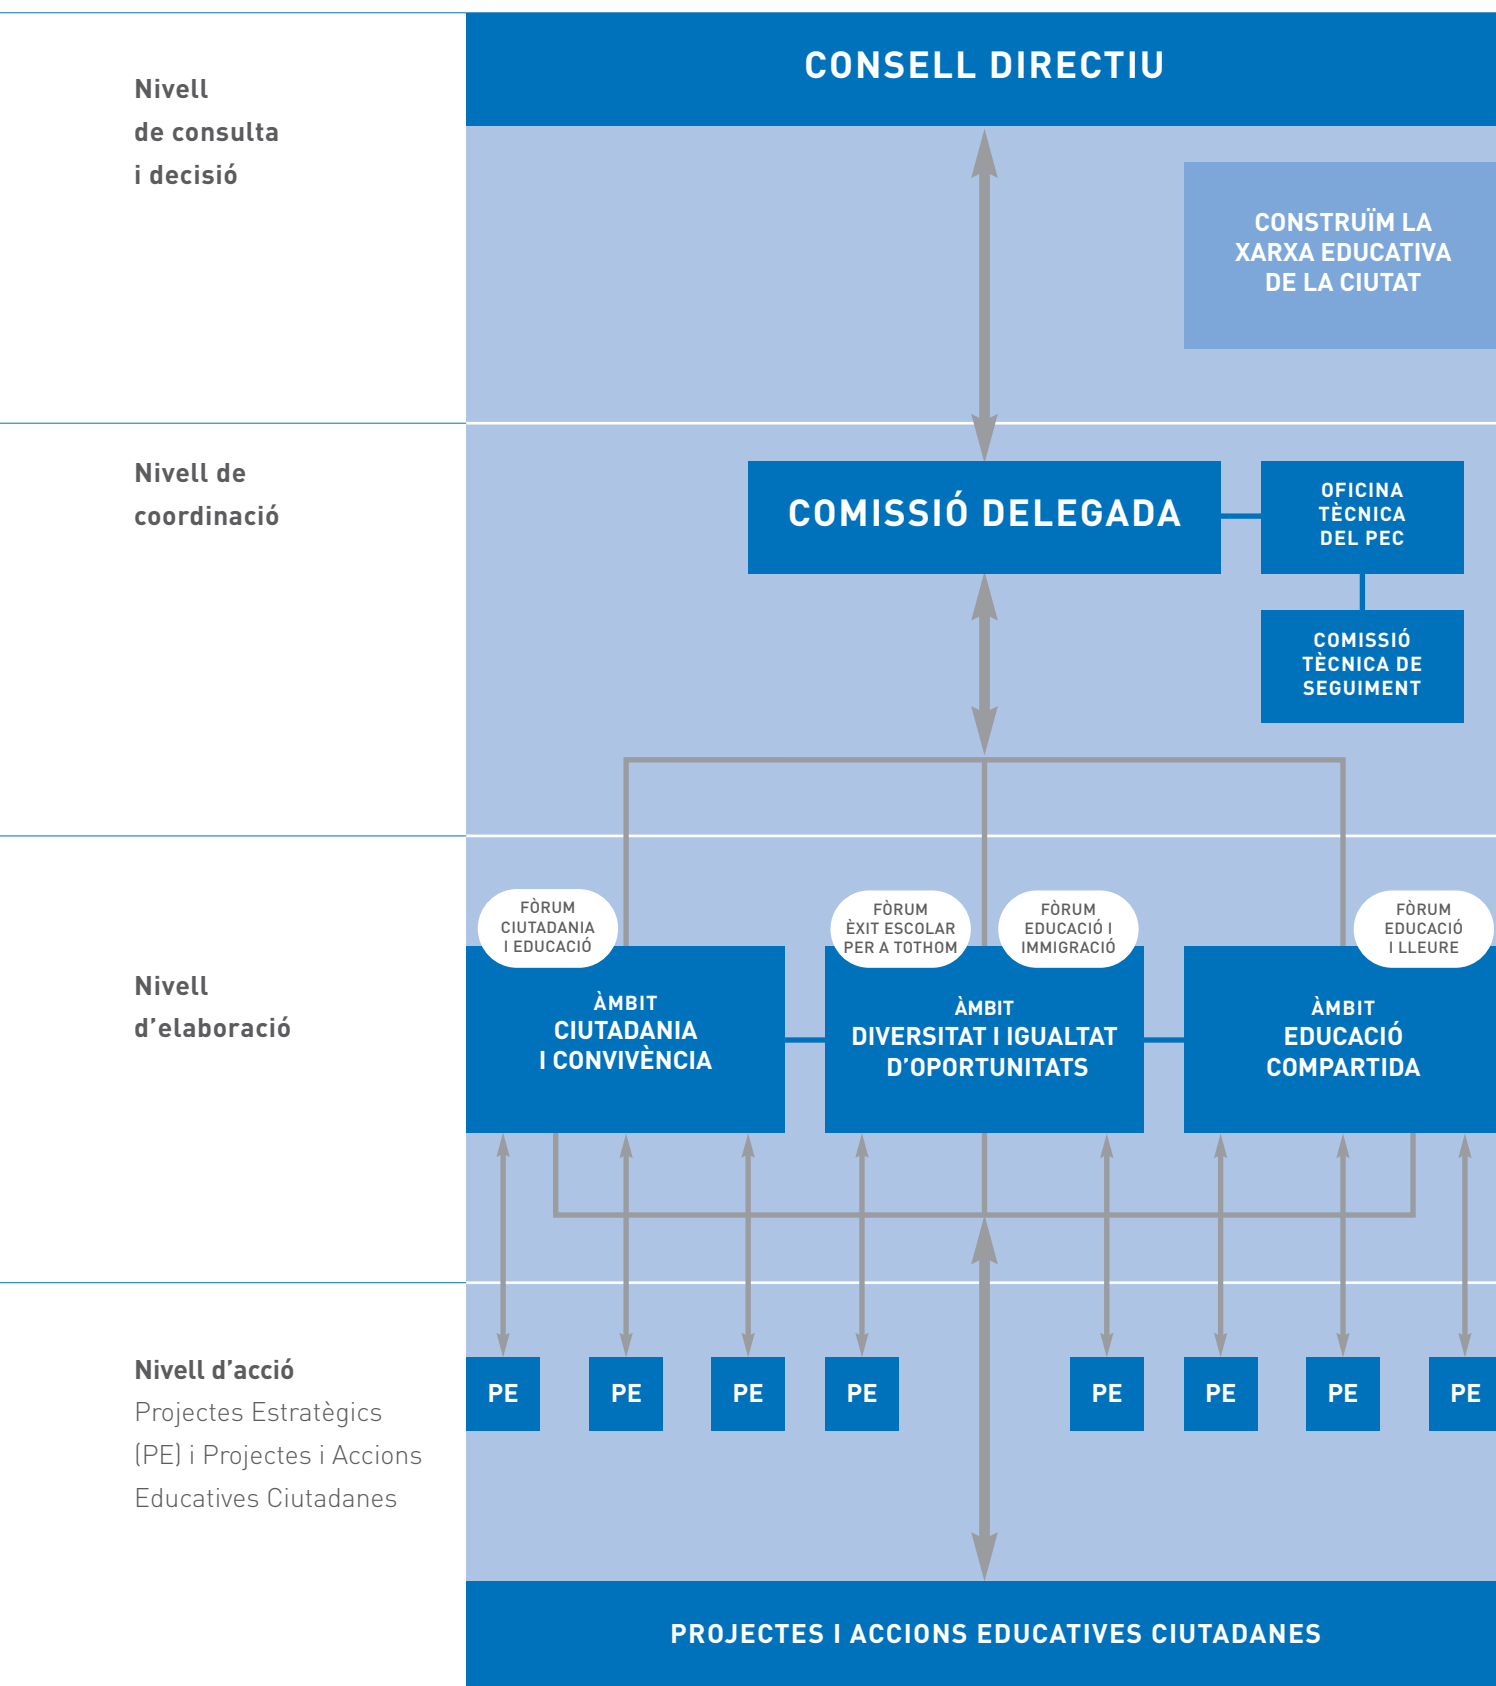 CONSELL DIRECTIU
Nivell
de consulta
i decisió
CONSTRUÏM LA
XARXA EDUCATIVA
DE LA CIUTAT
Nivell de
coordinació
COMISSIÓ DELEGADA
OFICINA
TÈCNICA
DEL PEC
COMISSIÓ
TÈCNICA DE
SEGUIMENT
Nivell
d’elaboració
FÒRUM
CIUTADANIA
I EDUCACIÓ
ÀMBIT
CIUTADANIA
I CONVIVÈNCIA
FÒRUM
ÈXIT ESCOLAR
PER A TOTHOM
FÒRUM
EDUCACIÓ I
IMMIGRACIÓ
ÀMBIT
DIVERSITAT I IGUALTAT
D’OPORTUNITATS
FÒRUM
EDUCACIÓ
I LLEURE
ÀMBIT
EDUCACIÓ
COMPARTIDA
Nivell d’acció
Projectes Estratègics
(PE) i Projectes i Accions
Educatives Ciutadanes
PE
PE
PE
PE
PE
PE
PE
PE
PROJECTES I ACCIONS EDUCATIVES CIUTADANES